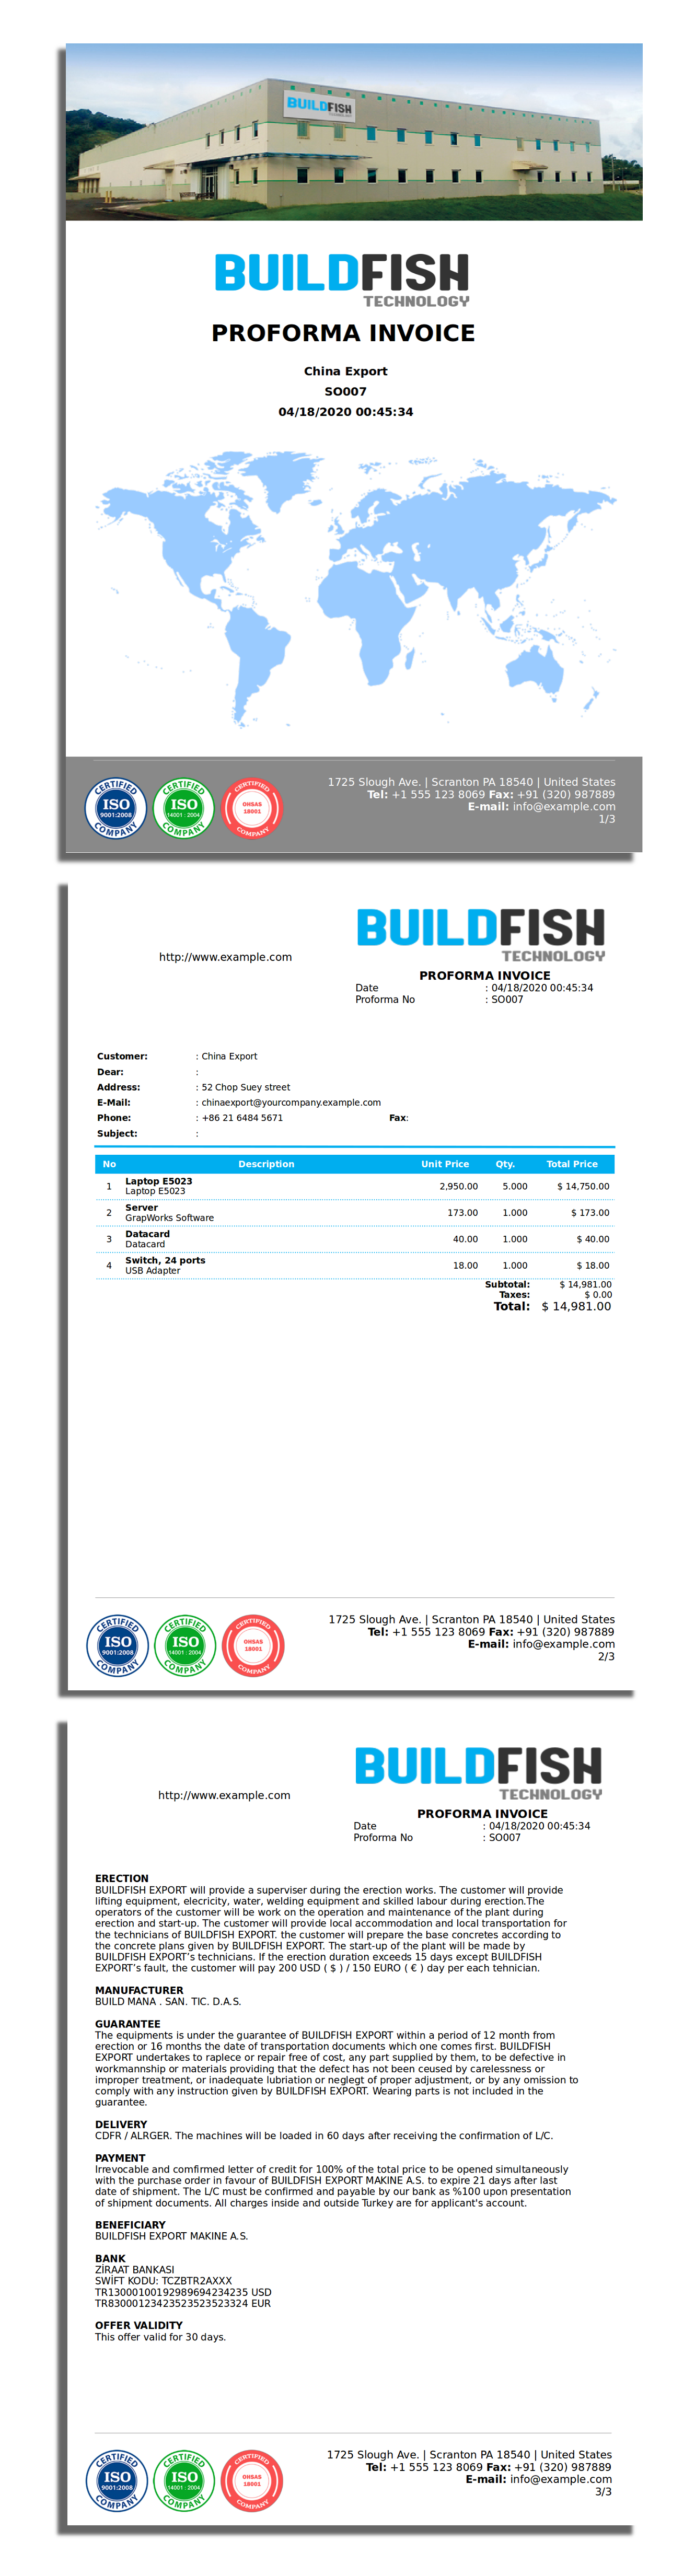 BUILDFISH
TECHNOLOGY
BUILDFISH
TECHNOLOGY
PROFORMA INVOICE
China Export
SO007
04/18/2020 00:45:34
CERTIFIED
ISO
9001:2008
COMPANY
CERTIFIED
ISO
14001 : 2004
COMPANY
CERTIFIED
OHSAS
18001
COMPANY
1725 Slough Ave. | Scranton PA 18540 | United States
Tel: +1 555 123 8069 Fax: +91 (320) 987889
E-mail: info@example.com
1/3
http://www.example.com
BUILDFISH
TECHNOLOGY
PROFORMA INVOICE
Date : 04/18/2020 00:45:34
Proforma No : SO007
Customer: : China Export
Dear: :
Address: : 52 Chop Suey street
E-Mail: : chinaexport@yourcompany.example.com
Phone: : +86 21 6484 5671 Fax:
Subject: :
No Description Unit Price Qty. Total Price
1 Laptop E5023 2,950.00 5.000 $ 14,750.00
Laptop E5023
2 Server 173.00 1.000 $ 173.00
GrapWorks Software
3 Datacard 40.00 1.000 $ 40.00
Datacard
4 Switch, 24 ports 18.00 1.000 $ 18.00
USB Adapter
Subtotal: $ 14,981.00
Taxes: $ 0.00
Total: $ 14,981.00
CERTIFIED
ISO
9001:2008
COMPANY
CERTIFIED
ISO
14001 : 2004
COMPANY
CERTIFIED
OHSAS
18001
COMPANY
1725 Slough Ave. | Scranton PA 18540 | United States
Tel: +1 555 123 8069 Fax: +91 (320) 987889
E-mail: info@example.com
2/3
http://www.example.com
BUILDFISH
TECHNOLOGY
PROFORMA INVOICE
Date : 04/18/2020 00:45:34
Proforma No : SO007
ERECTION
BUILDFISH EXPORT will provide a superviser during the erection works. The customer will provide
lifting equipment, elecricity, water, welding equipment and skilled labour during erection.The
operators of the customer will be work on the operation and maintenance of the plant during
erection and start-up. The customer will provide local accommodation and local transportation for
the technicians of BUILDFISH EXPORT. the customer will prepare the base concretes according to
the concrete plans given by BUILDFISH EXPORT. The start-up of the plant will be made by
BUILDFISH EXPORT's technicians. If the erection duration exceeds 15 days except BUILDFISH
EXPORT's fault, the customer will pay 200 USD ( $ ) / 150 EURO ( € ) day per each tehnician.
MANUFACTURER
BUILD MANA . SAN. TIC. D.A.S.
GUARANTEE
The equipments is under the guarantee of BUILDFISH EXPORT within a period of 12 month from
erection or 16 months the date of transportation documents which one comes first. BUILDFISH
EXPORT undertakes to raplece or repair free of cost, any part supplied by them, to be defective in
workmannship or materials providing that the defect has not been ceused by carelessness or
improper treatment, or inadequate lubriation or neglegt of proper adjustment, or by any omission to
comply with any instruction given by BUILDFISH EXPORT. Wearing parts is not included in the
guarantee.
DELIVERY
CDFR / ALRGER. The machines will be loaded in 60 days after receiving the confirmation of L/C.
PAYMENT
Irrevocable and comfirmed letter of credit for 100% of the total price to be opened simultaneously
with the purchase order in favour of BUILDFISH EXPORT MAKINE A.S. to expire 21 days after last
date of shipment. The L/C must be confirmed and payable by our bank as %100 upon presentation
of shipment documents. All charges inside and outside Turkey are for applicant's account.
BENEFICIARY
BUILDFISH EXPORT MAKINE A.S.
BANK
ZİRAAT BANKASI
SWİFT KODU: TCZBTR2AXXX
TR13000100192989694234235 USD
TR83000123423523523523324 EUR
OFFER VALIDITY
This offer valid for 30 days.
CERTIFIED
ISO
9001:2008
COMPANY
CERTIFIED
ISO
14001 : 2004
COMPANY
CERTIFIED
OHSAS
18001
COMPANY
1725 Slough Ave. | Scranton PA 18540 | United States
Tel: +1 555 123 8069 Fax: +91 (320) 987889
E-mail: info@example.com
3/3